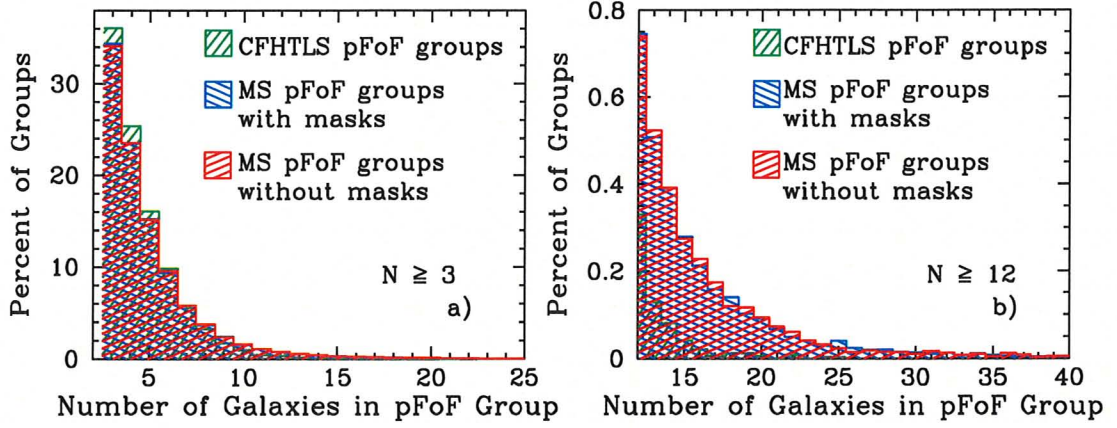 30
20
10
0
Percent of Groups
CFHTLS pFoF groups
MS pFoF groups
with masks
MS pFoF groups
without masks
N ≧ 3
a)
5 10 15 20 25
Number of Galaxies in pFoF Group
0.8
0.6
0.4
0.2
0
Percent of Groups
CFHTLS pFoF groups
MS pFoF groups
with masks
MS pFoF groups
without masks
N ≧ 12
b)
15 20 25 30 35 40
Number of Galaxies in pFoF Group